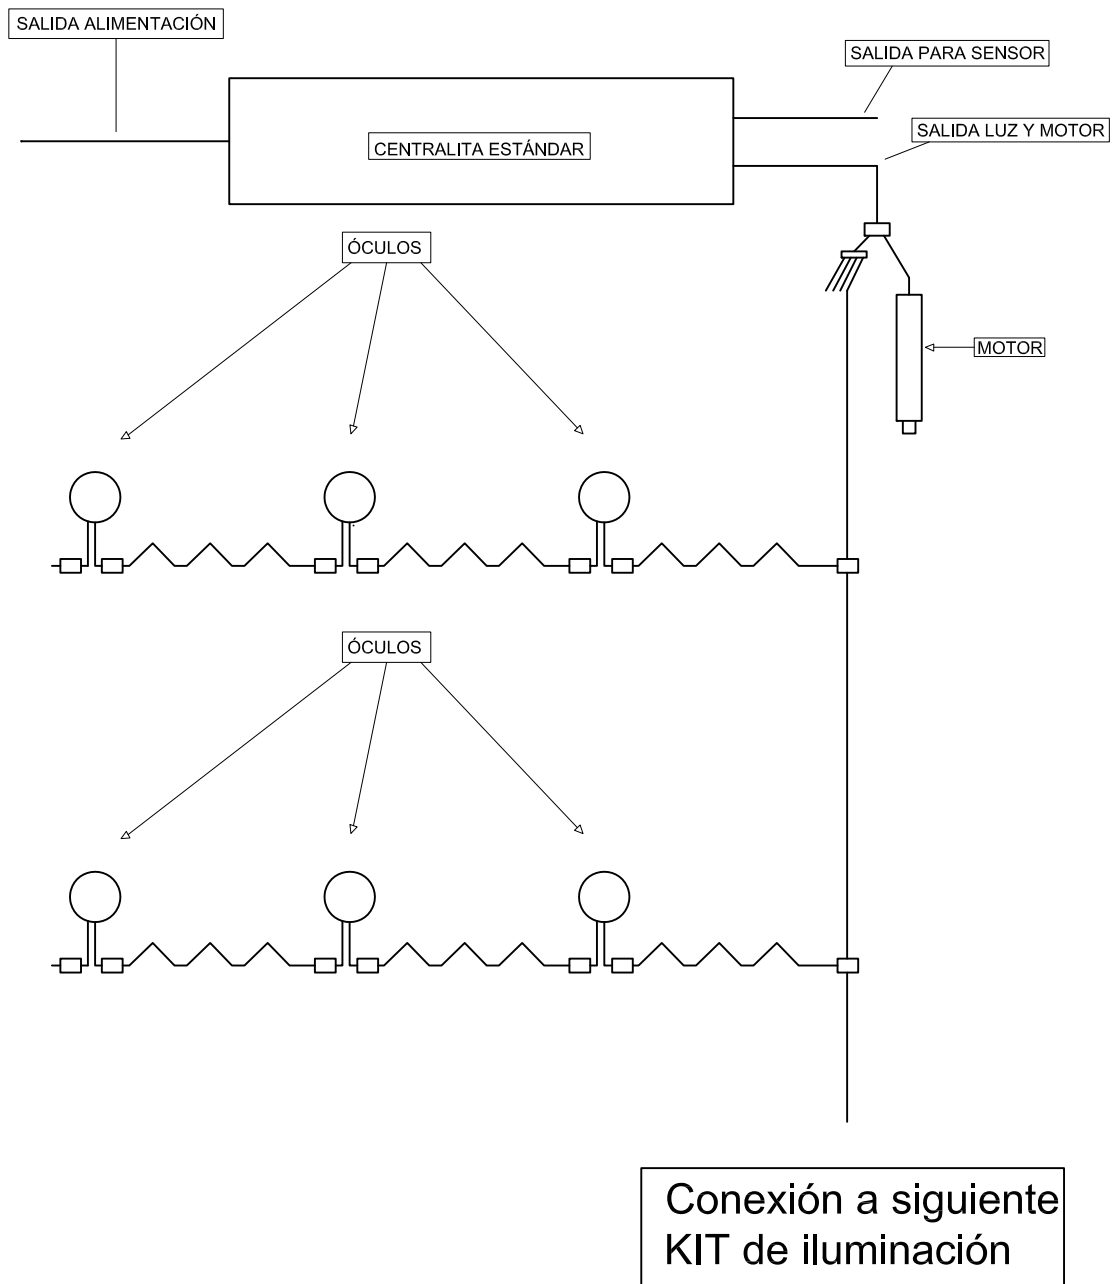 SALIDA ALIMENTACIÓN
SALIDA PARA SENSOR
SALIDA LUZ Y MOTOR
CENTRALITA ESTÁNDAR
ÓCULOS
MOTOR
ÓCULOS
Conexión a siguiente
KIT de iluminación